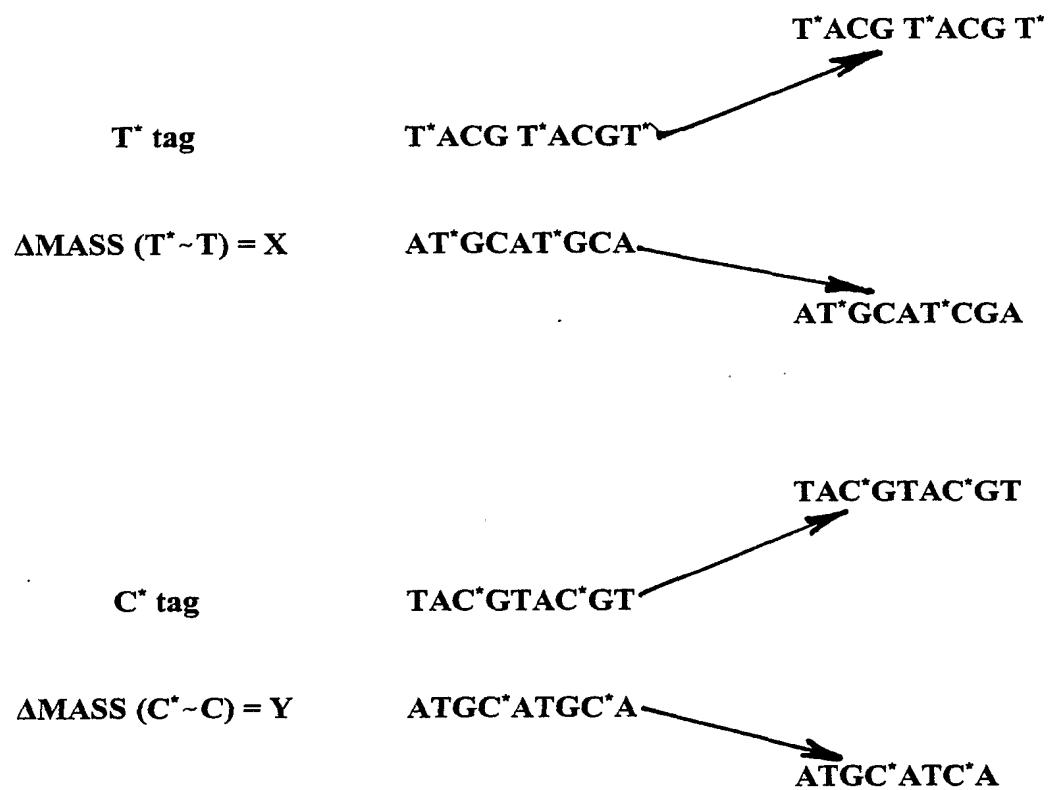 T*ACG T*ACG T*
T* tag
T*ACG T*ACGT*
ΔMASS (T*~T) = X
AT*GCAT*GCA
AT*GCAT*CGA
TAC*GTAC*GT
C* tag
TAC*GTAC*GT
ΔMASS (C*~C) = Y
ATGC*ATGC*A
ATGC*ATC*A